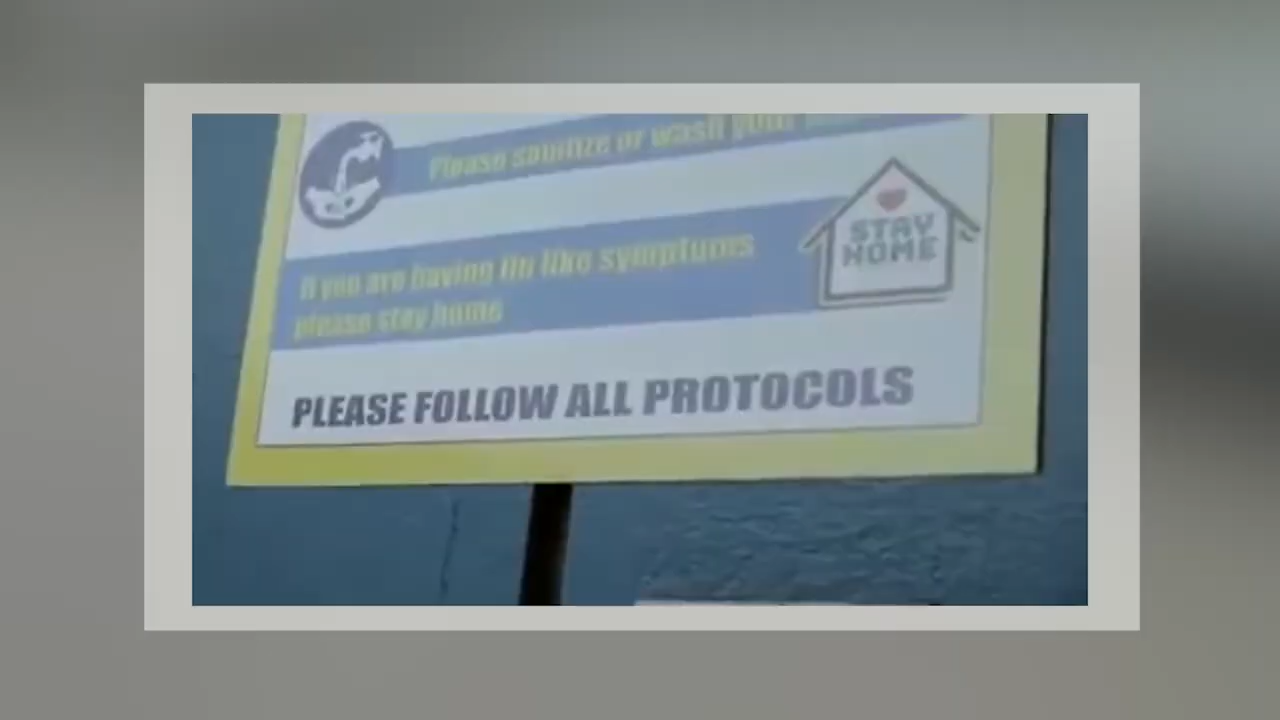 Please sanitize or wash your
STAY
HOME
If you are having flu like symptoms
please stay home
PLEASE FOLLOW ALL PROTOCOLS